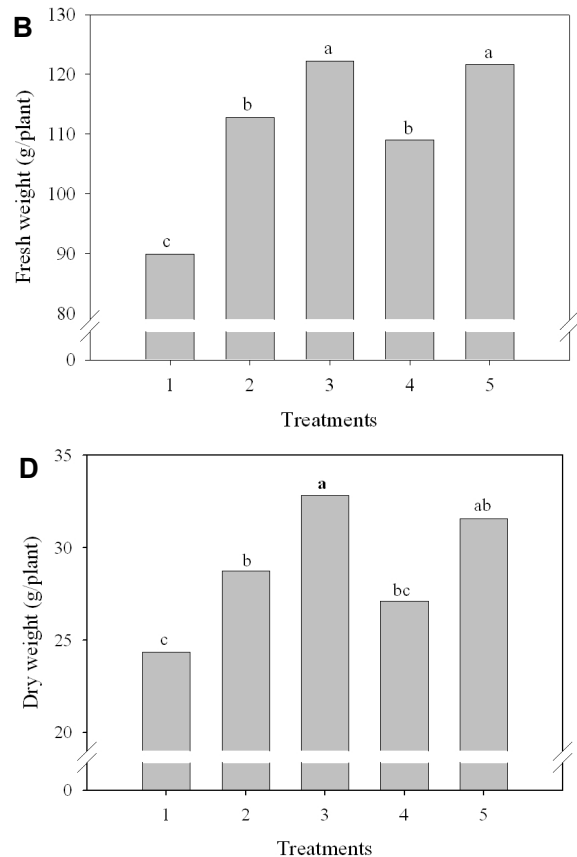 B
Fresh weight (g/plant)
130
120
110
100
90
80
0
c
b
a
b
a
1 2 3 4 5
Treatments
D
Dry weight (g/plant)
35
30
25
20
0
c
b
a
bc
ab
1 2 3 4 5
Treatments